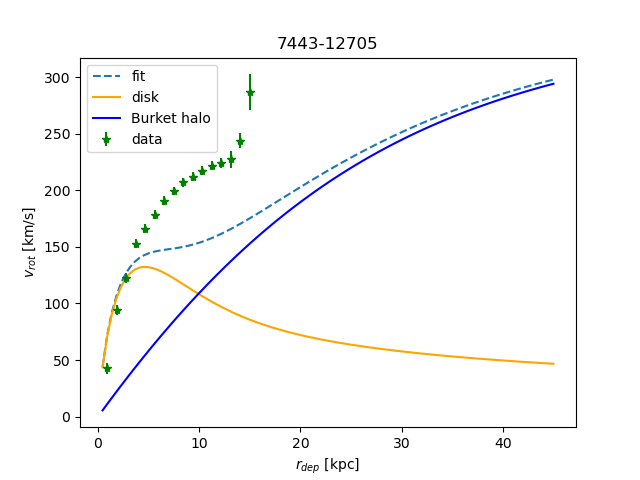 7443-12705
fit
disk
Burket halo
data
300
250
200
150
100
50
0
v_rot [km/s]
0 10 20 30 40
r_dep [kpc]